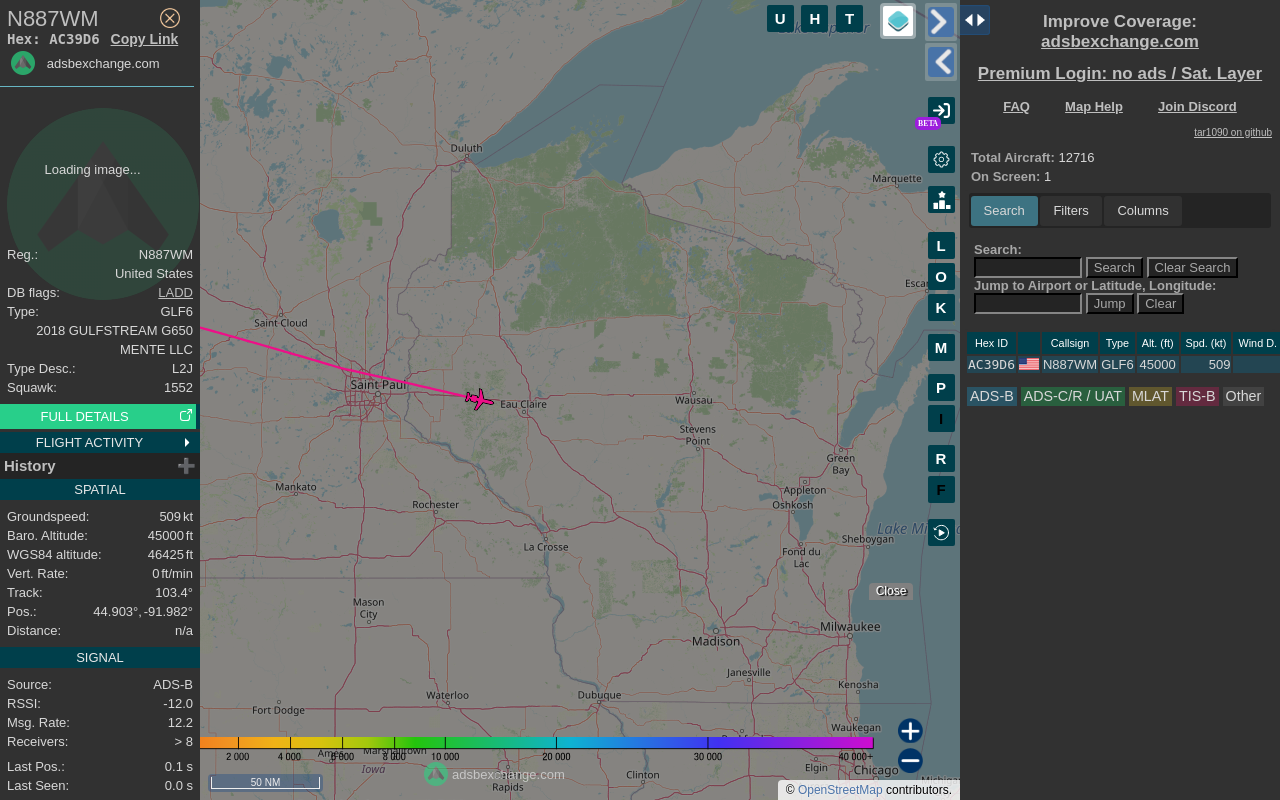 N887WM
Hex: AC39D6 Copy Link
adsbexchange.com
Loading image...
Reg.: N887WM
United States
DB flags: LADD
Type: GLF6
2018 GULFSTREAM G650
MENTE LLC
Type Desc.: L2J
Squawk: 1552
FULL DETAILS
FLIGHT ACTIVITY
History
SPATIAL
Groundspeed: 509 kt
Baro. Altitude: 45000 ft
WGS84 altitude: 46425 ft
Vert. Rate: 0 ft/min
Track: 103.4°
Pos.: 44.903°, -91.982°
Distance: n/a
SIGNAL
Source: ADS-B
RSSI: -12.0
Msg. Rate: 12.2
Receivers: > 8
Last Pos.: 0.1 s
Last Seen: 0.0 s
U H T
BETA
L
O
K
M
P
I
R
F
Duluth
Marquette
Saint Cloud
Saint Paul
Eau Claire
Wausau
Stevens
Point
Green
Bay
Appleton
Oshkosh
Mankato
Rochester
La Crosse
Sheboygan
Fond du
Lac
Close
Mason
City
Milwaukee
Madison
Janesville
Kenosha
Waterloo
Dubuque
Fort Dodge
Waukegan
2 000 4 000 6 000 8 000 10 000 20 000 30 000 40 000+
Iowa
Elgin
Chicago
Clinton
Rapids
adsbexchange.com
50 NM
© OpenStreetMap contributors.
Improve Coverage:
adsbexchange.com
Premium Login: no ads / Sat. Layer
FAQ Map Help Join Discord
tar1090 on github
Total Aircraft: 12716
On Screen: 1
Search Filters Columns
Search:
Search Clear Search
Jump to Airport or Latitude, Longitude:
Jump Clear
Hex ID Callsign Type Alt. (ft) Spd. (kt) Wind D.
AC39D6 N887WM GLF6 45000 509
ADS-B ADS-C/R / UAT MLAT TIS-B Other